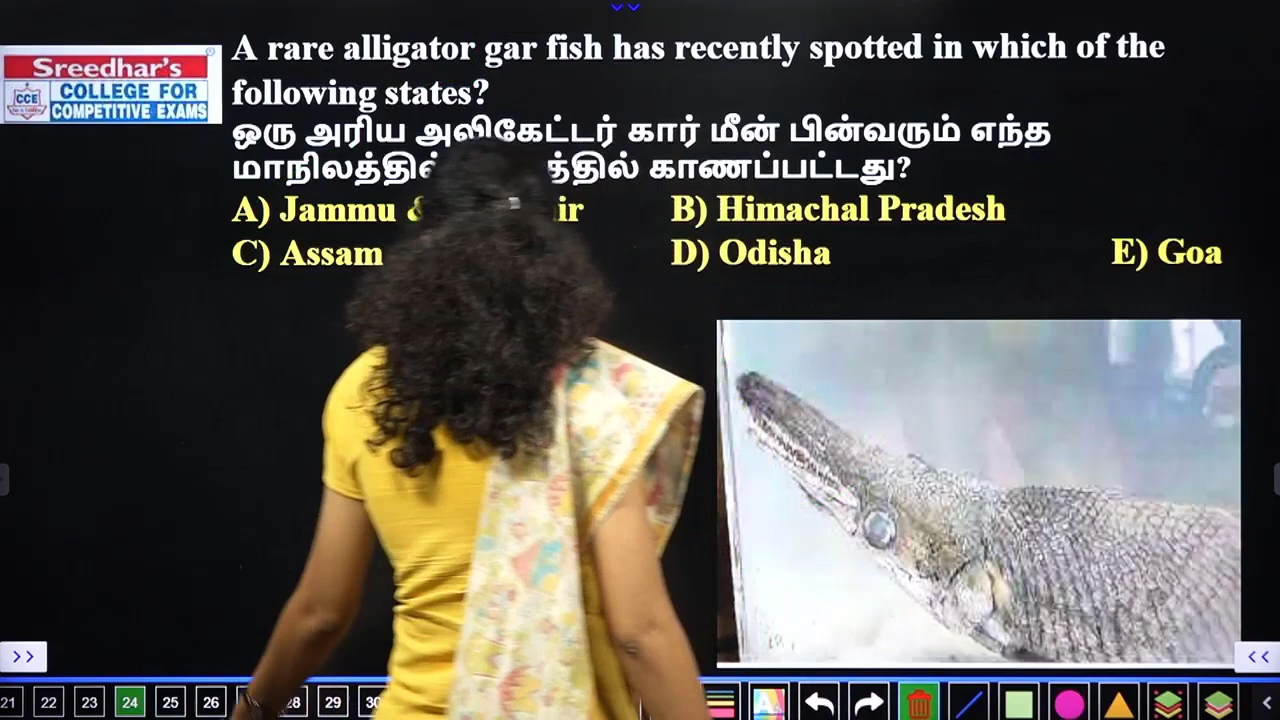 Sreedhar's
CCE
COLLEGE FOR
COMPETITIVE EXAMS
A rare alligator gar fish has recently spotted in which of the
following states?
ஒரு அரிய அலிகேட்டர் கார் மீன் பின்வரும் எந்த
காணப்பட்டது?
A) Jammu B) Himachal Pradesh
C) Assam D) Odisha E) Goa
>> <<
21 22 23 24 25 26 28 29 30